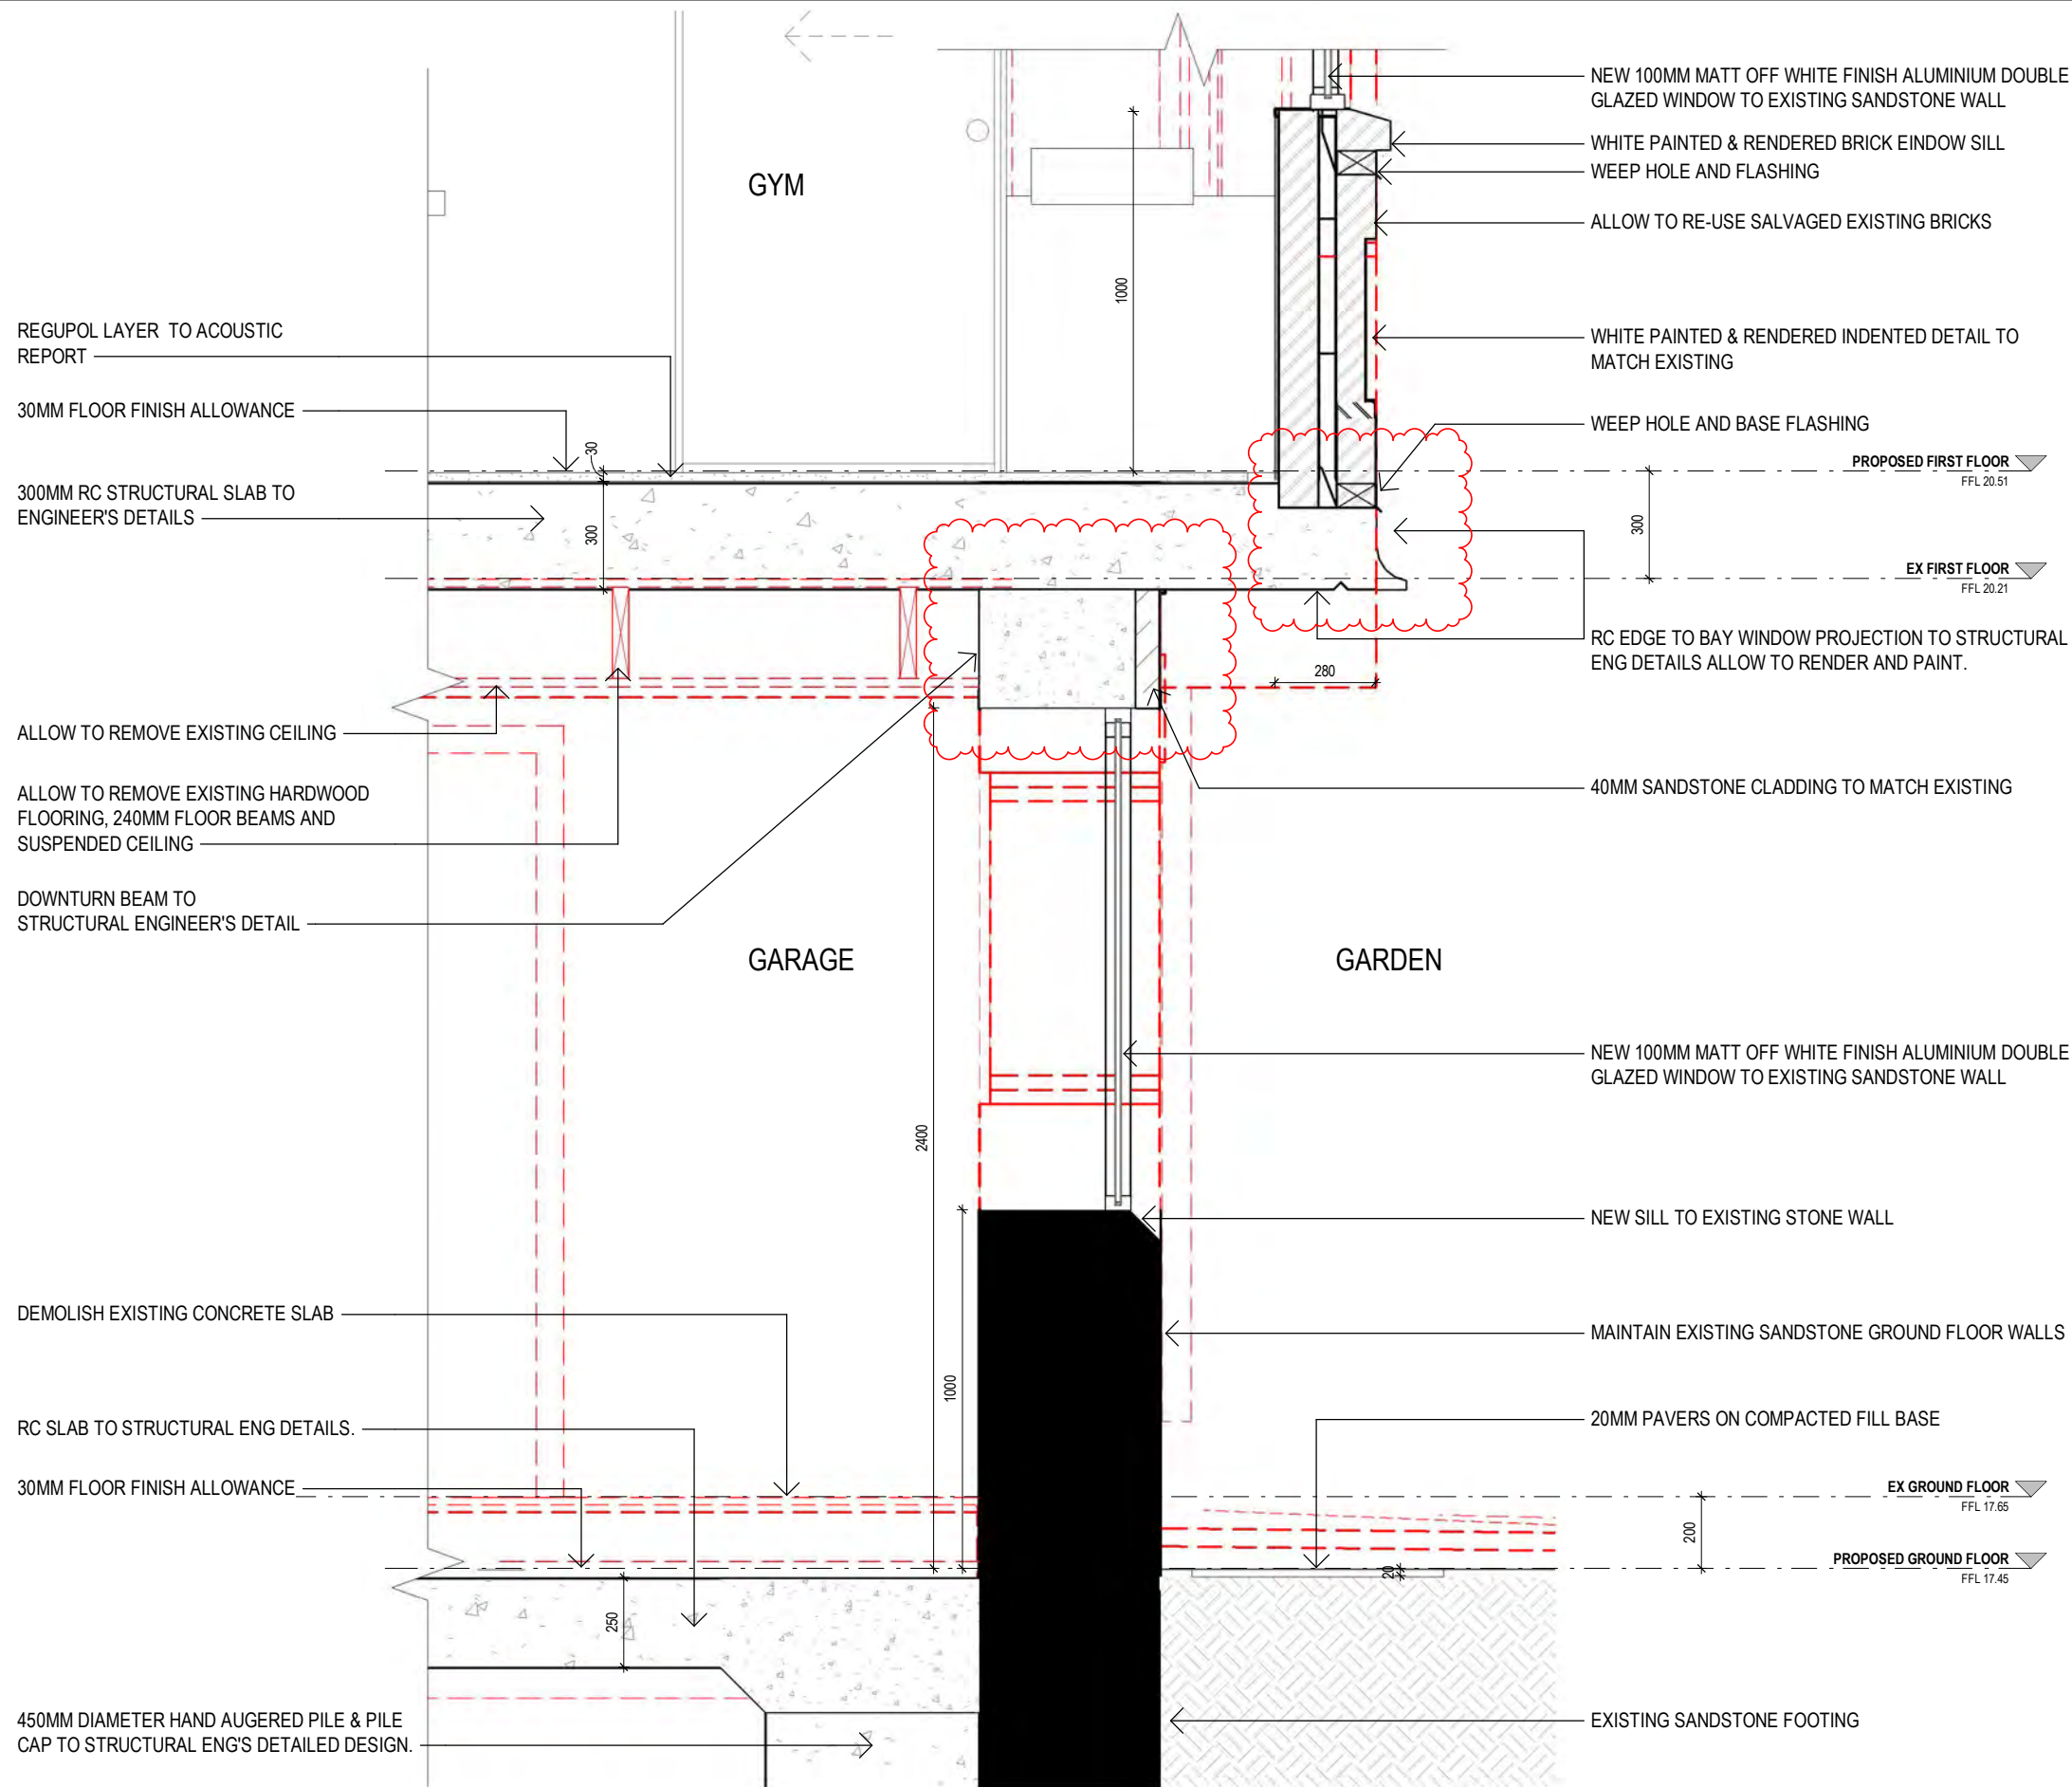 NEW 100MM MATT OFF WHITE FINISH ALUMINIUM DOUBLE
GLAZED WINDOW TO EXISTING SANDSTONE WALL
WHITE PAINTED & RENDERED BRICK EINDOW SILL
WEEP HOLE AND FLASHING
ALLOW TO RE-USE SALVAGED EXISTING BRICKS
WHITE PAINTED & RENDERED INDENTED DETAIL TO
MATCH EXISTING
WEEP HOLE AND BASE FLASHING
PROPOSED FIRST FLOOR
FFL 20.51
300
EX FIRST FLOOR
FFL 20.21
RC EDGE TO BAY WINDOW PROJECTION TO STRUCTURAL
ENG DETAILS ALLOW TO RENDER AND PAINT.
280
40MM SANDSTONE CLADDING TO MATCH EXISTING
GYM
1000
REGUPOL LAYER TO ACOUSTIC
REPORT
30MM FLOOR FINISH ALLOWANCE
30
300MM RC STRUCTURAL SLAB TO
ENGINEER'S DETAILS
300
ALLOW TO REMOVE EXISTING CEILING
ALLOW TO REMOVE EXISTING HARDWOOD
FLOORING, 240MM FLOOR BEAMS AND
SUSPENDED CEILING
DOWNTURN BEAM TO
STRUCTURAL ENGINEER'S DETAIL
GARAGE
GARDEN
NEW 100MM MATT OFF WHITE FINISH ALUMINIUM DOUBLE
GLAZED WINDOW TO EXISTING SANDSTONE WALL
2400
NEW SILL TO EXISTING STONE WALL
DEMOLISH EXISTING CONCRETE SLAB
MAINTAIN EXISTING SANDSTONE GROUND FLOOR WALLS
1000
RC SLAB TO STRUCTURAL ENG DETAILS.
20MM PAVERS ON COMPACTED FILL BASE
30MM FLOOR FINISH ALLOWANCE
EX GROUND FLOOR
FFL 17.65
200
PROPOSED GROUND FLOOR
FFL 17.45
20
250
450MM DIAMETER HAND AUGERED PILE & PILE
CAP TO STRUCTURAL ENG'S DETAILED DESIGN.
EXISTING SANDSTONE FOOTING